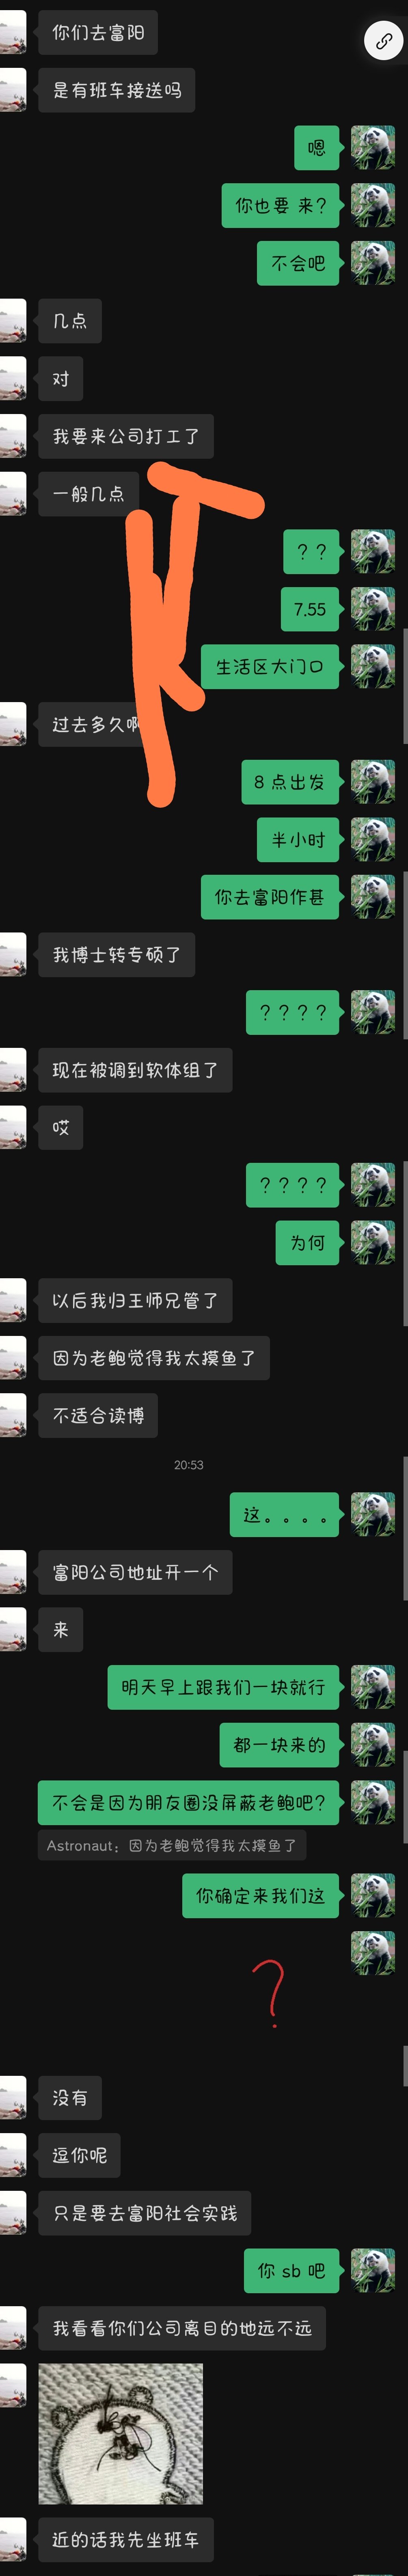 你们去富阳
是有班车接送吗
嗯
你也要 来?
不会吧
几点
对
我要来公司打工了
一般几点
？？
7.55
生活区大门口
过去多久啊
8 点出发
半小时
你去富阳作甚
我博士转专硕了
？？？？
现在被调到软体组了
哎
？？？？
为何
以后我归王师兄管了
因为老鲍觉得我太摸鱼了
不适合读博
20:53
这。。。。
富阳公司地址开一个
来
明天早上跟我们一块就行
都一块来的
不会是因为朋友圈没屏蔽老鲍吧?
Astronaut：因为老鲍觉得我太摸鱼了
你确定来我们这
?
没有
逗你呢
只是要去富阳社会实践
你 sb 吧
我看看你们公司离目的地远不远
近的话我先坐班车